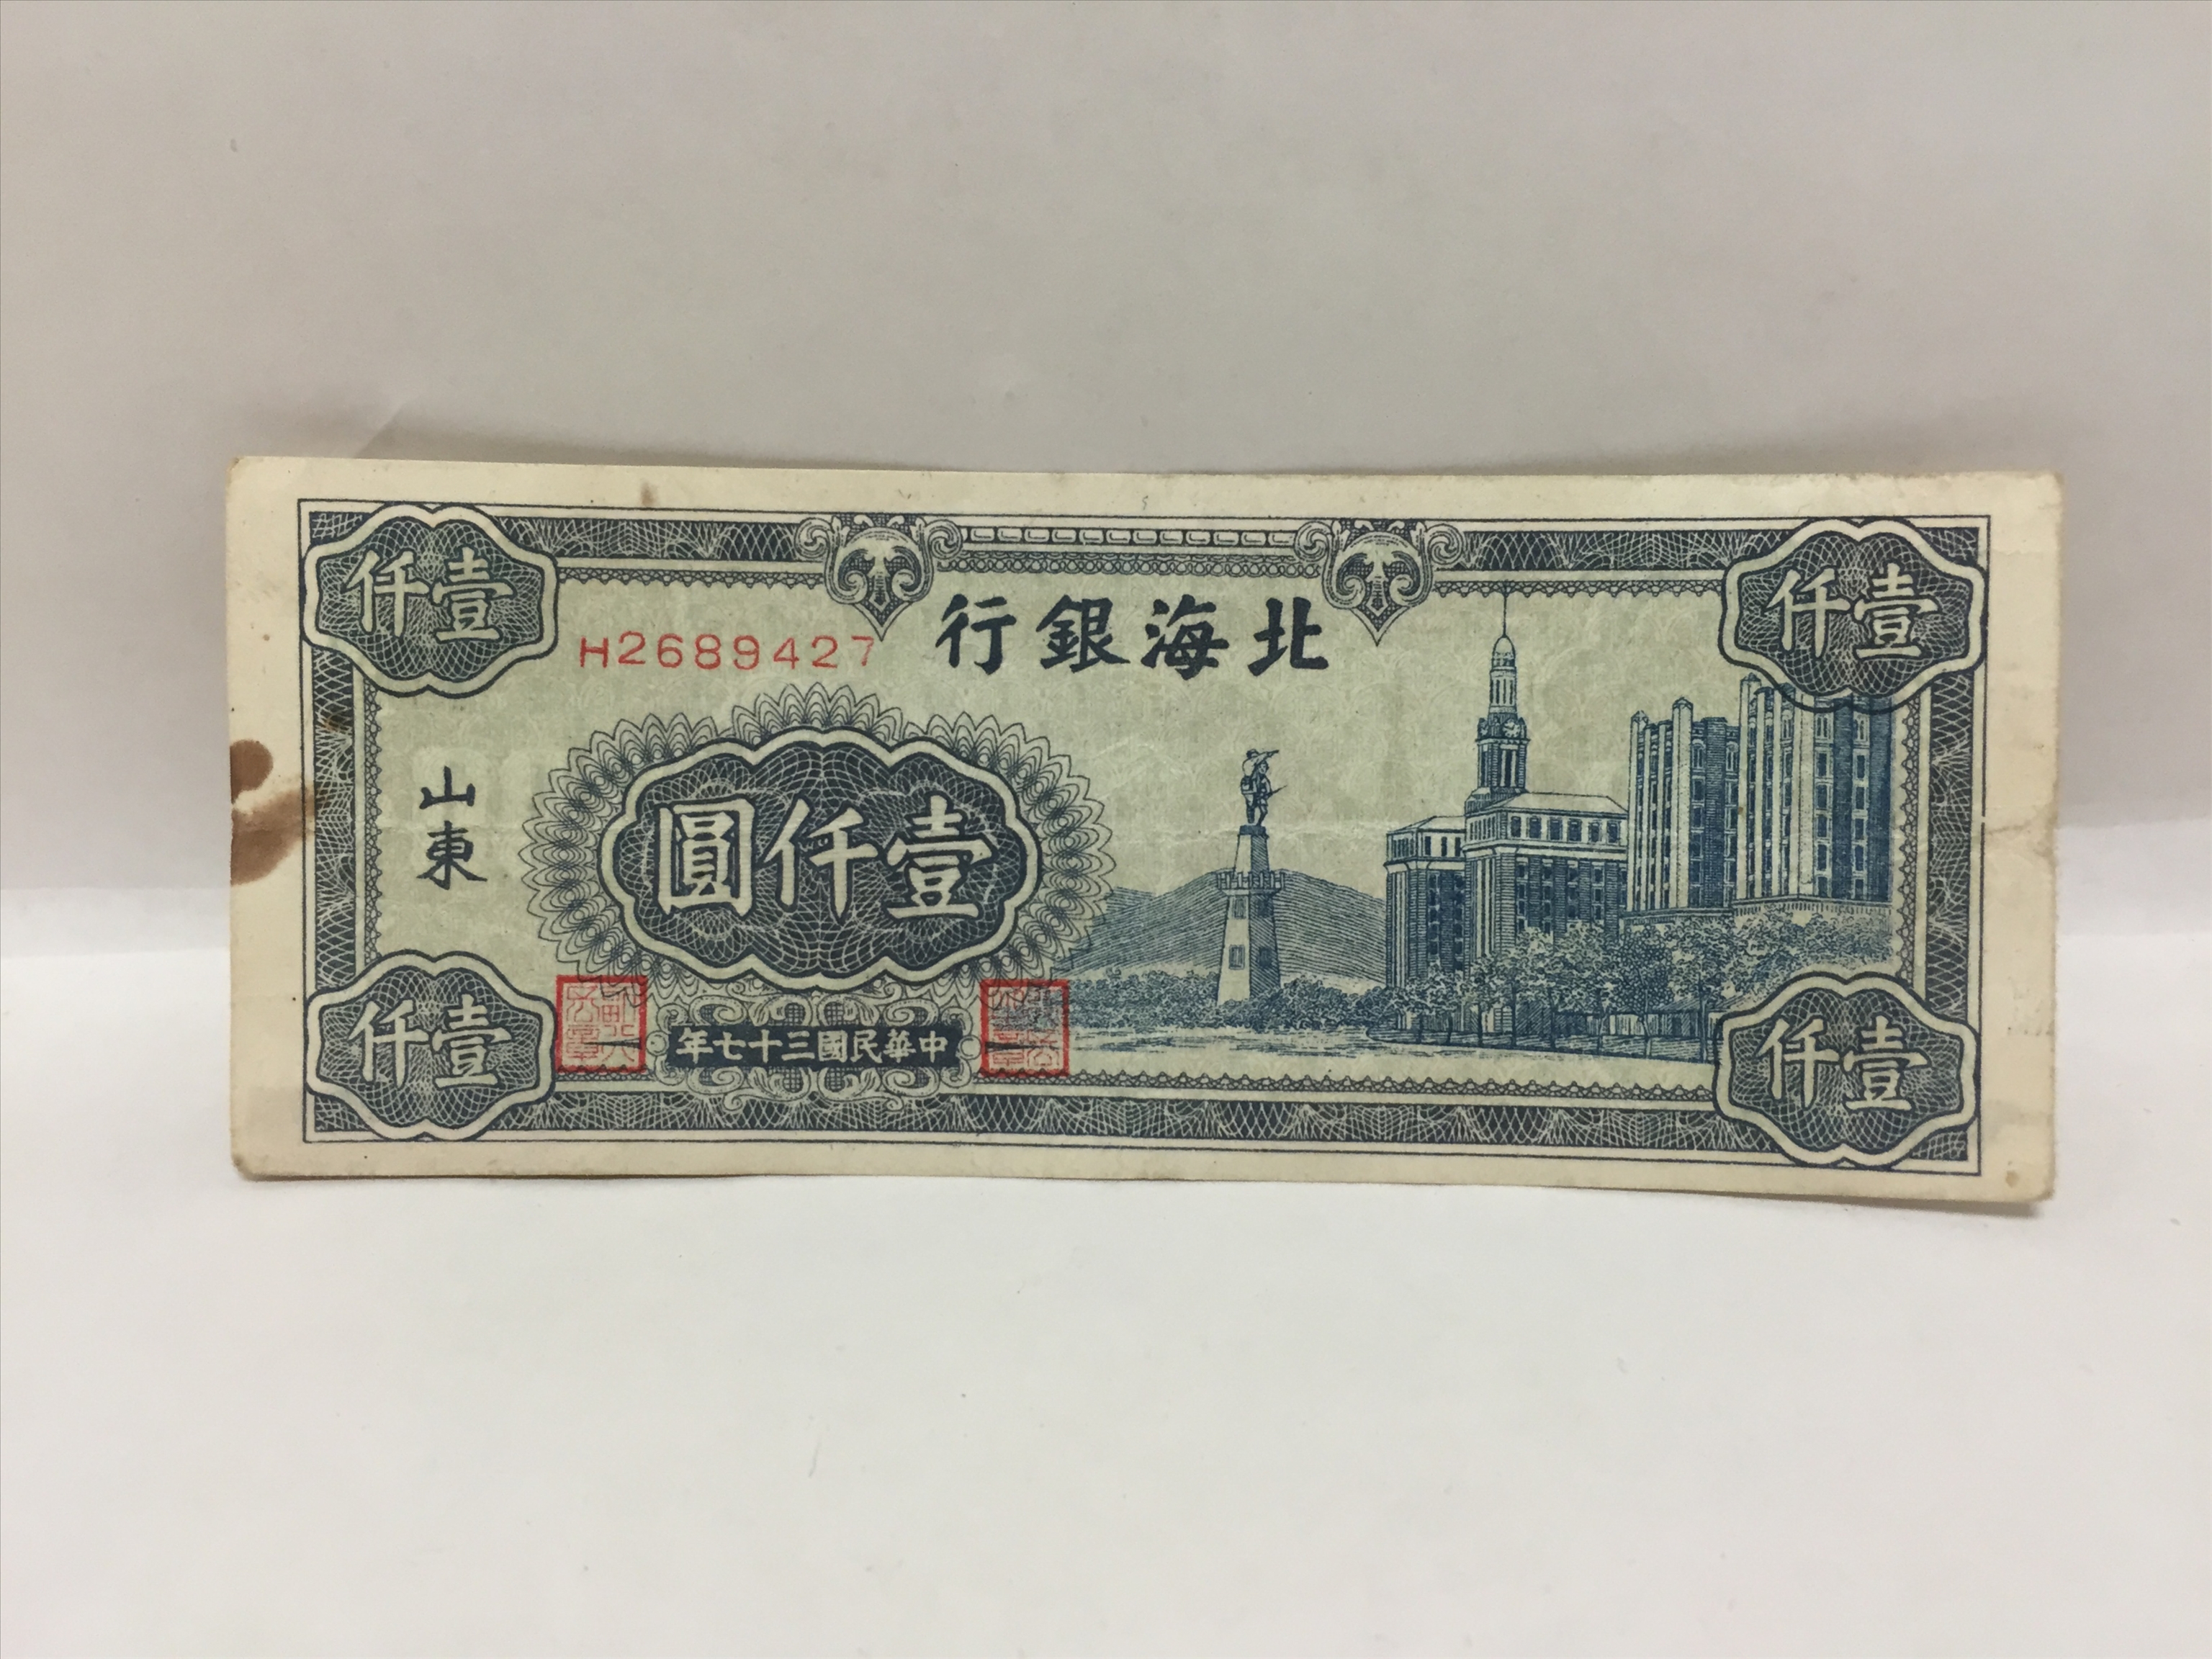 壹仟
壹仟
H2689427
北海銀行
山東
壹仟圓
中華民國三十七年
壹仟
壹仟